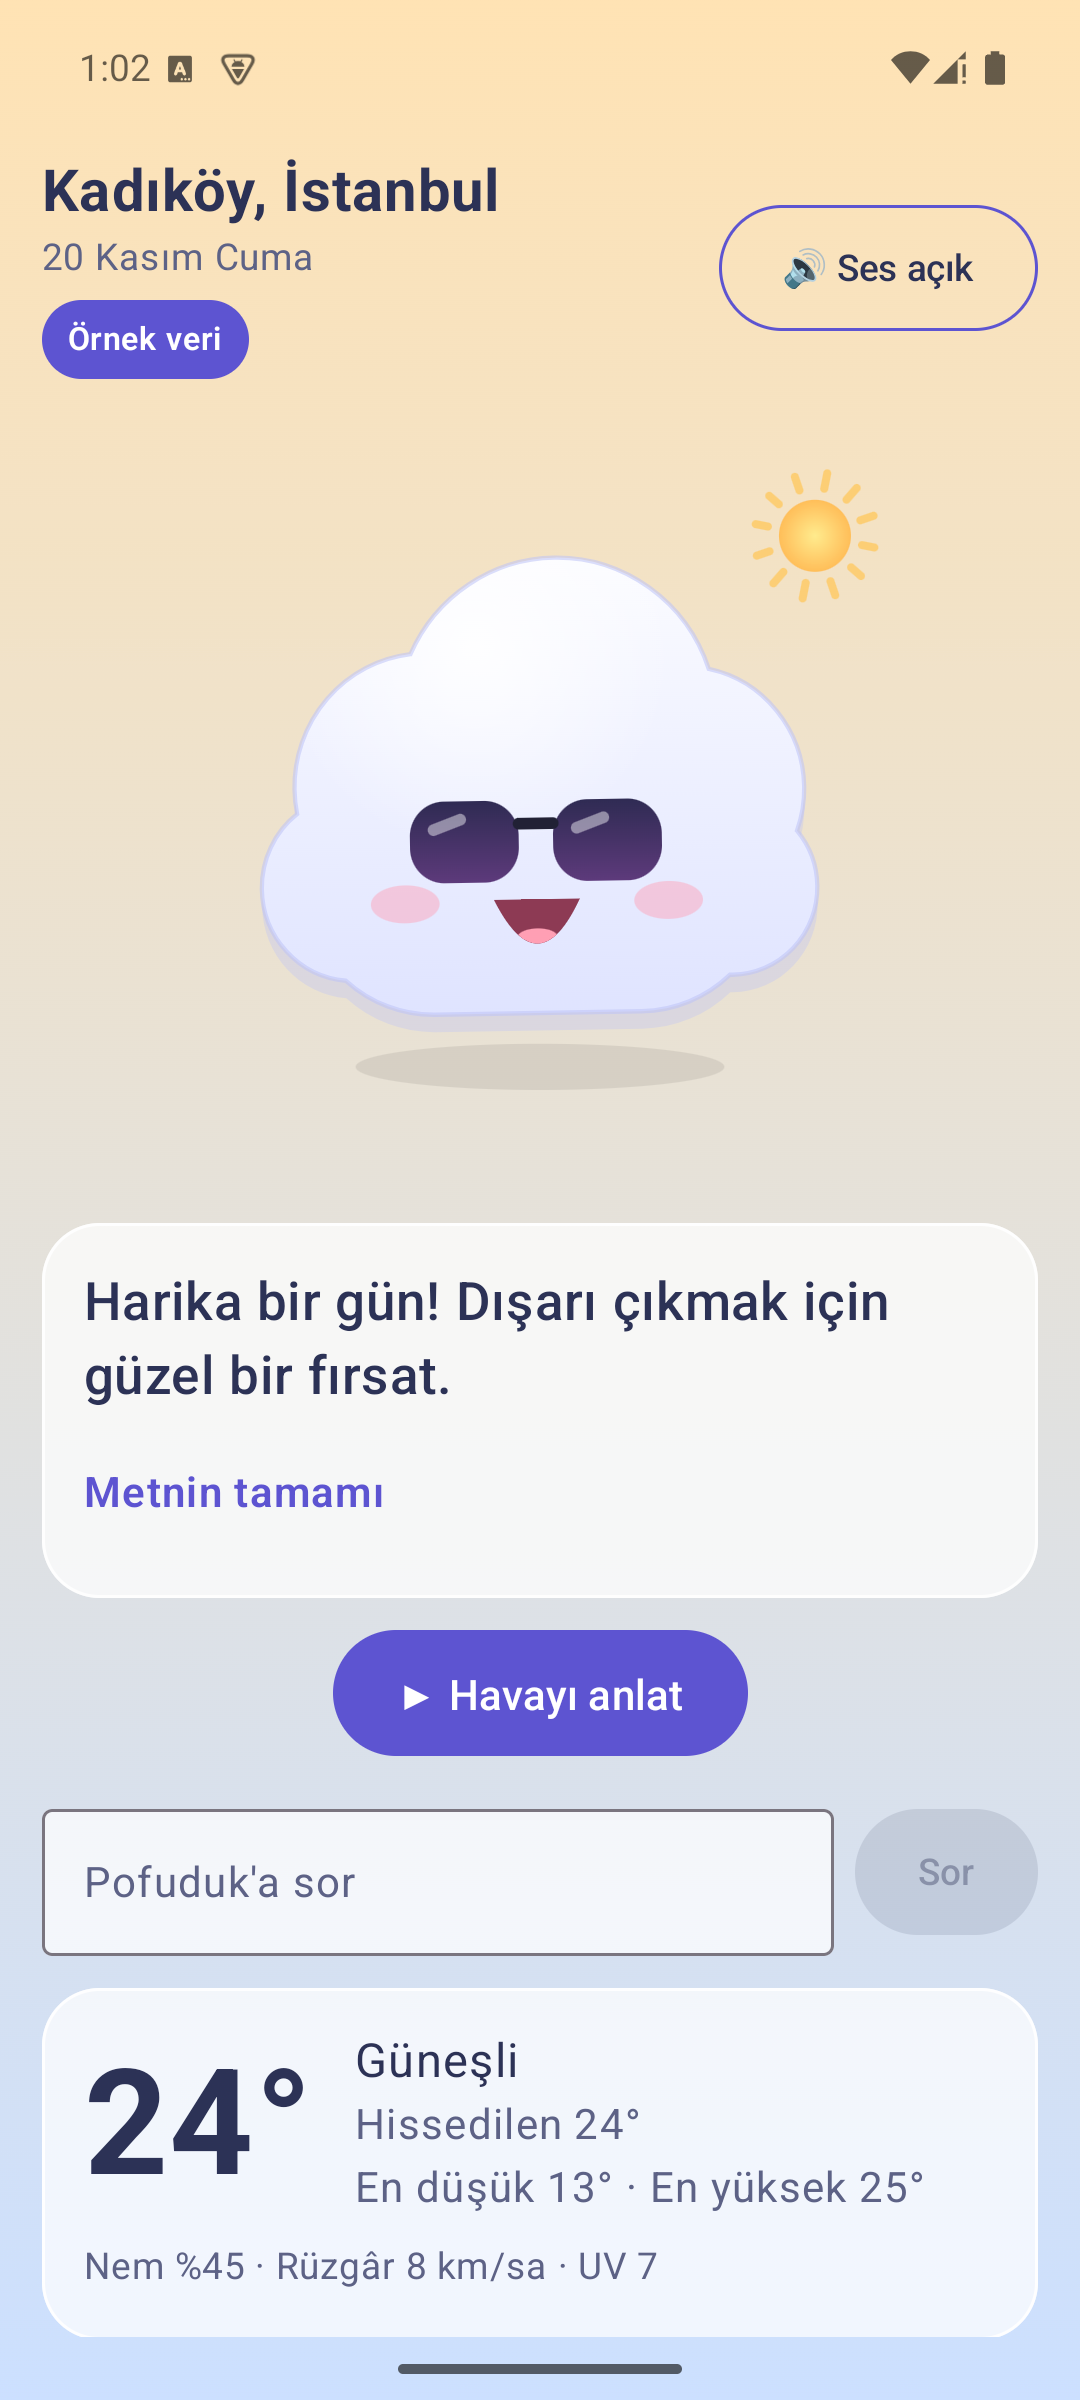 1:02
Kadıköy, İstanbul
20 Kasım Cuma
Örnek veri
Ses açık
Harika bir gün! Dışarı çıkmak için
güzel bir fırsat.
Metnin tamamı
Havayı anlat
Pofuduk'a sor
Sor
24°
Güneşli
Hissedilen 24°
En düşük 13° · En yüksek 25°
Nem %45 · Rüzgâr 8 km/sa · UV 7